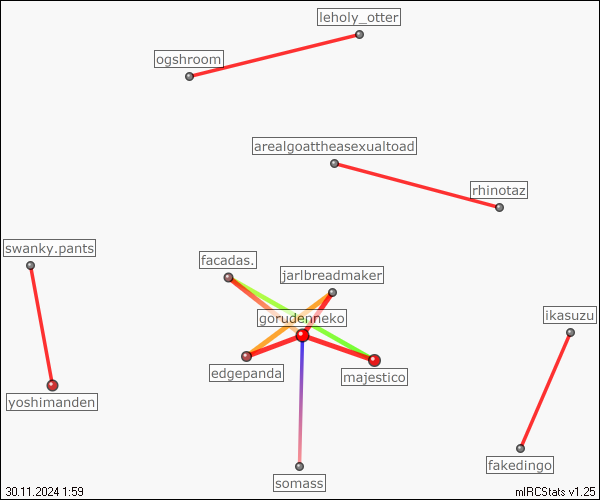 leholy_otter
ogshroom
arealgoattheasexualtoad
rhinotaz
swanky.pants
facadas.
jarlbreadmaker
gorudenneko
ikasuzu
edgepanda
majestico
yoshimanden
fakedingo
somass
30.11.2024 1:59
mIRCStats v1.25